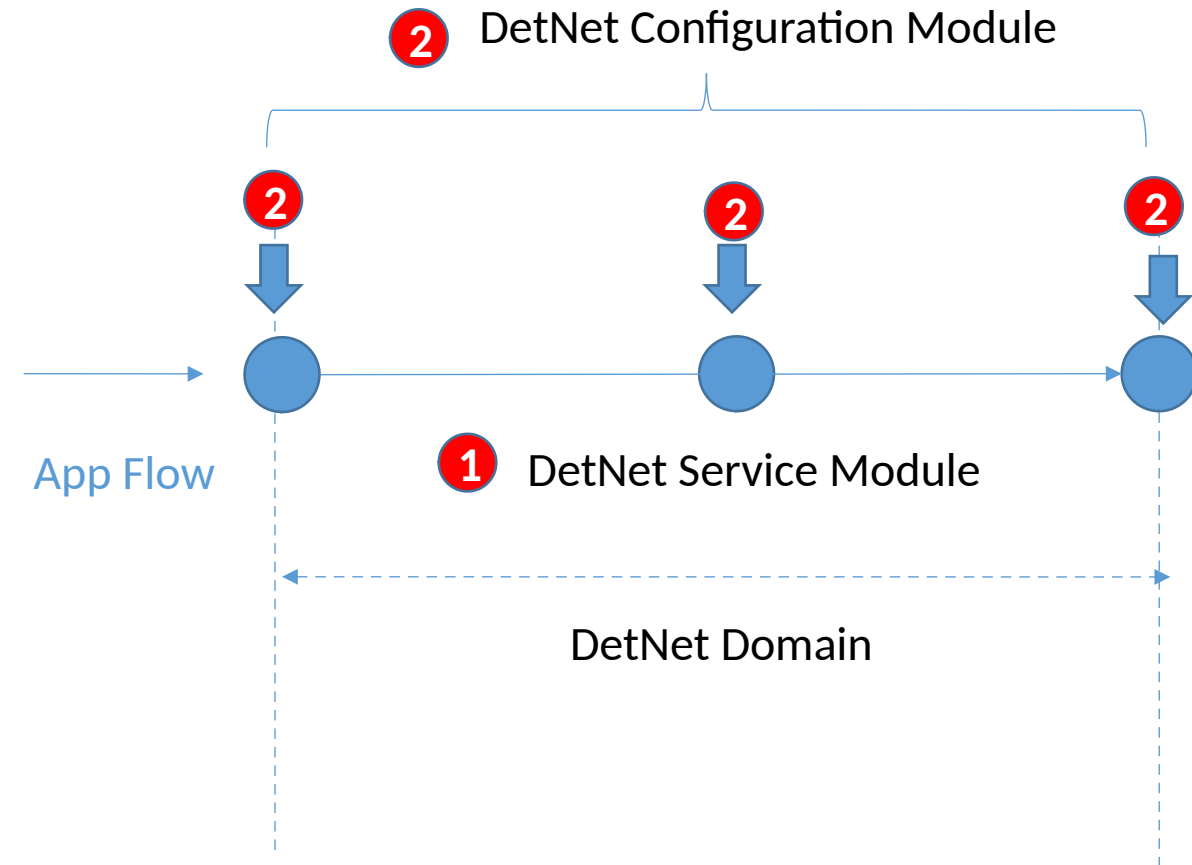 2 DetNet Configuration Module
2 2 2
App Flow 1 DetNet Service Module
DetNet Domain